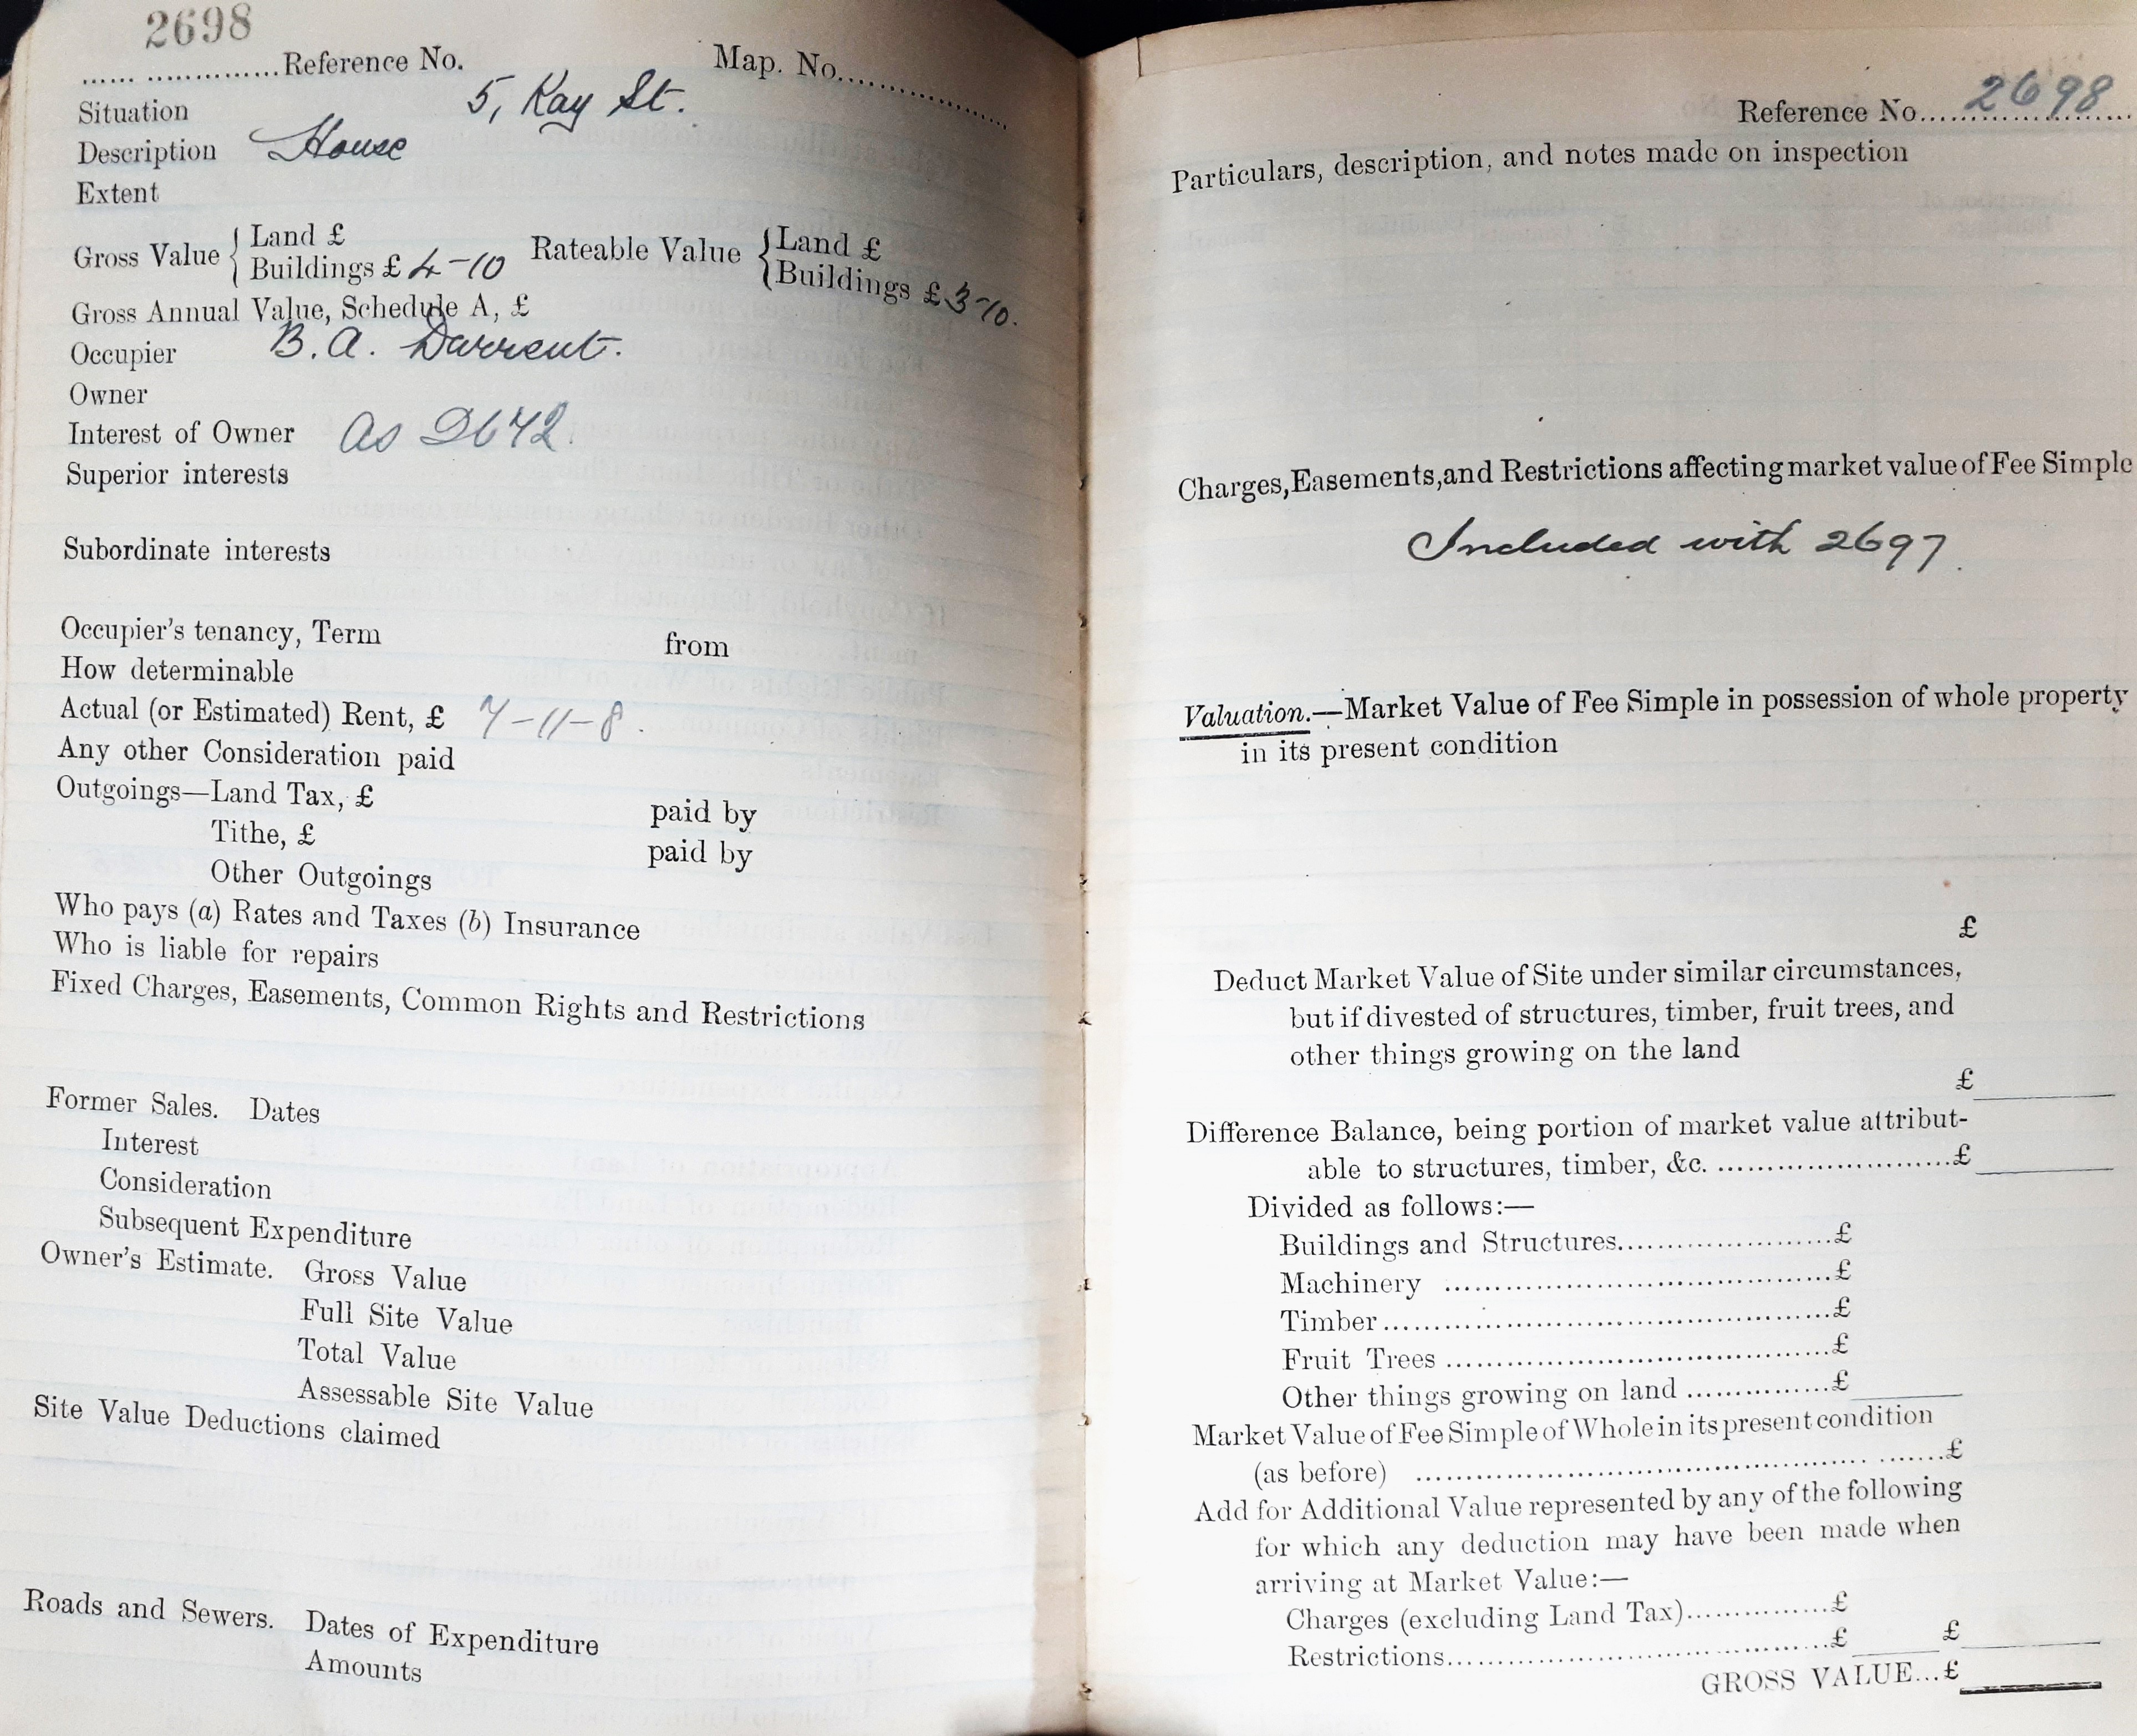 2698
.................... Reference No. Map. No....................
Situation 5, Kay St.
Description House
Extent
Gross Value { Land £
Buildings £ 4-10 Rateable Value { Land £
Buildings £ 3-10.
Gross Annual Value, Schedule A, £
Occupier B. A. Darrent.
Owner
Interest of Owner As 2642.
Superior interests
Subordinate interests
Occupier's tenancy, Term from
How determinable
Actual (or Estimated) Rent, £ 7-11-8.
Any other Consideration paid
Outgoings—Land Tax, £ paid by
Tithe, £ paid by
Other Outgoings
Who pays (a) Rates and Taxes (b) Insurance
Who is liable for repairs
Fixed Charges, Easements, Common Rights and Restrictions
Former Sales. Dates
Interest
Consideration
Subsequent Expenditure
Owner's Estimate. Gross Value
Full Site Value
Total Value
Assessable Site Value
Site Value Deductions claimed
Roads and Sewers. Dates of Expenditure
Amounts
Reference No.................... 2698
Particulars, description, and notes made on inspection
Charges, Easements, and Restrictions affecting market value of Fee Simple
Included with 2697.
Valuation.—Market Value of Fee Simple in possession of whole property
in its present condition
£
Deduct Market Value of Site under similar circumstances,
but if divested of structures, timber, fruit trees, and
other things growing on the land
£
Difference Balance, being portion of market value attribut-
able to structures, timber, &c. ..............................£
Divided as follows:—
Buildings and Structures..........................£
Machinery ..............................................£
Timber......................................................£
Fruit Trees ..............................................£
Other things growing on land .................£
Market Value of Fee Simple of Whole in its present condition
(as before) .......................................................£
Add for Additional Value represented by any of the following
for which any deduction may have been made when
arriving at Market Value:—
Charges (excluding Land Tax).................£
Restrictions..............................................£ £
GROSS VALUE...£